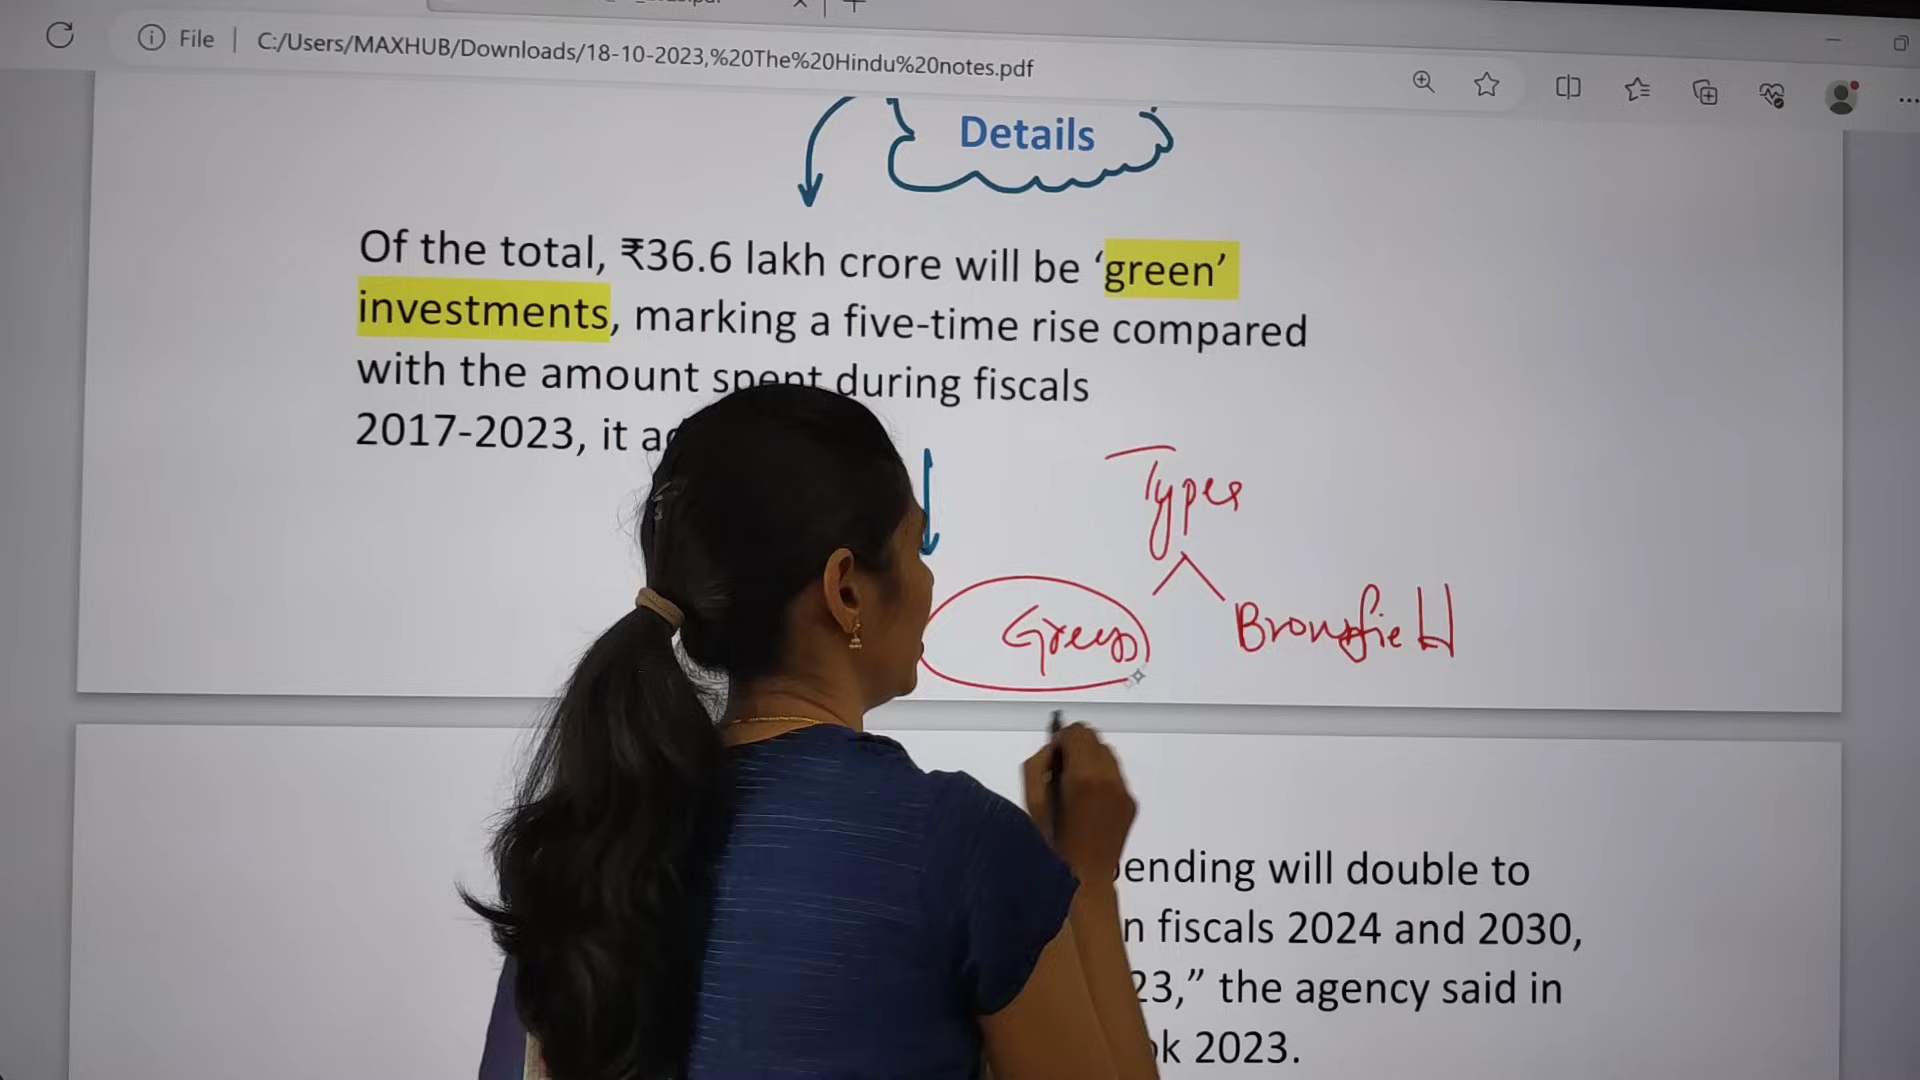 File | C:/Users/MAXHUB/Downloads/18-10-2023,%20The%20Hindu%20notes.pdf
Details
Of the total, ₹36.6 lakh crore will be ‘green’
investments, marking a five-time rise compared
with the amount spent during fiscals
2017-2023, it
Types
Green
Brownfield
will double to
fiscals 2024 and 2030,
the agency said in
2023.